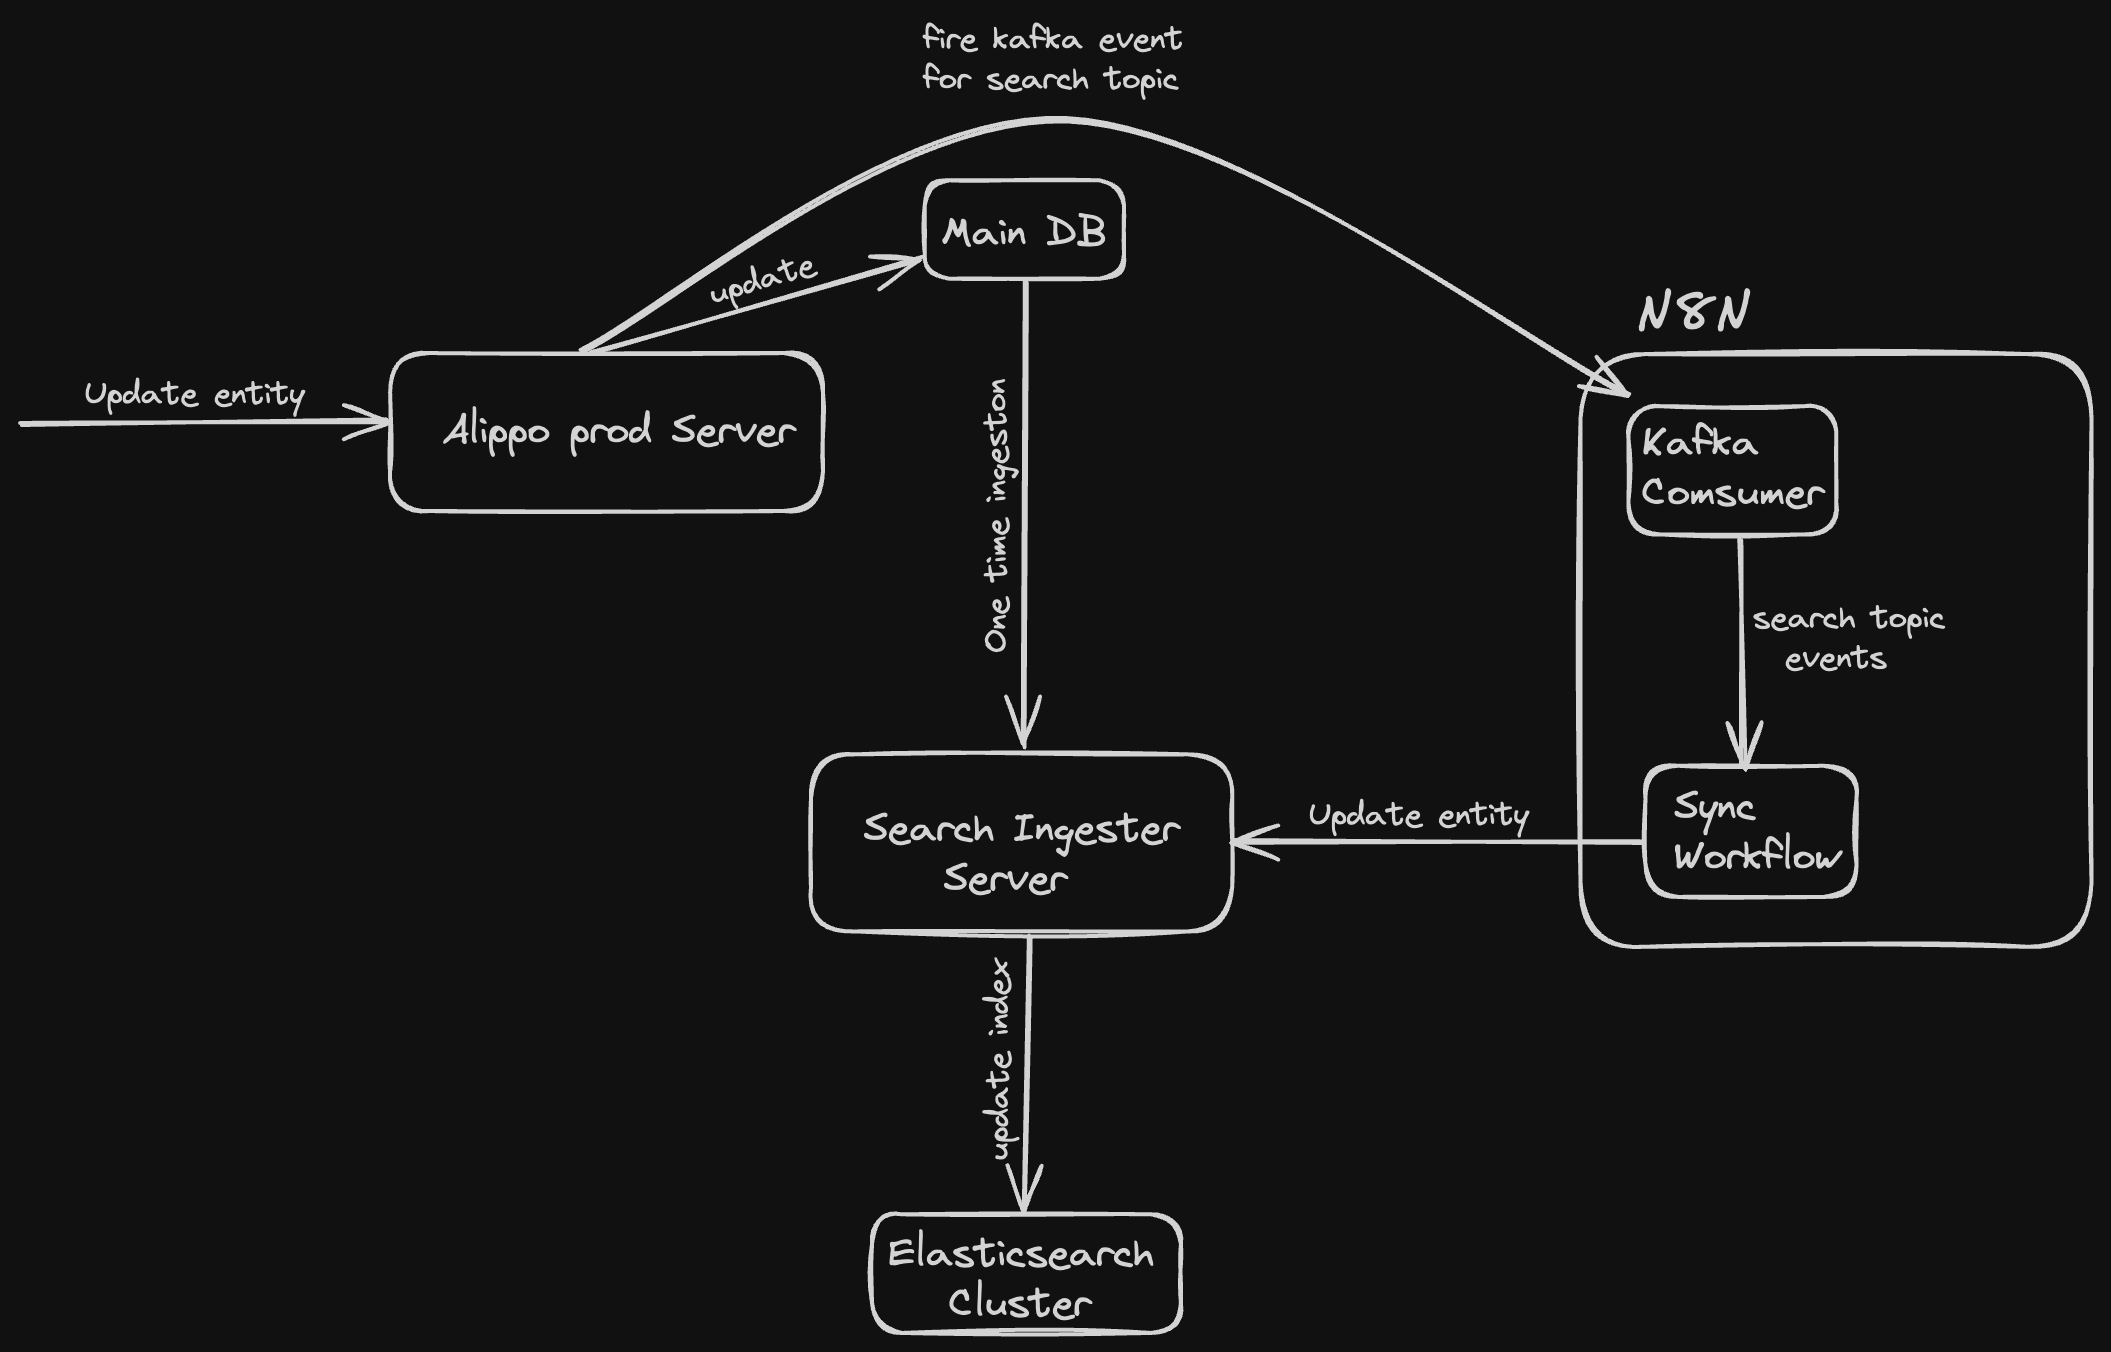 fire kafka event
for search topic
Main DB
update
N8N
Update entity
Alippo prod Server
Kafka
Comsumer
One time ingeston
search topic
events
Search Ingester
Server
Update entity
Sync
Workflow
update index
Elasticsearch
Cluster